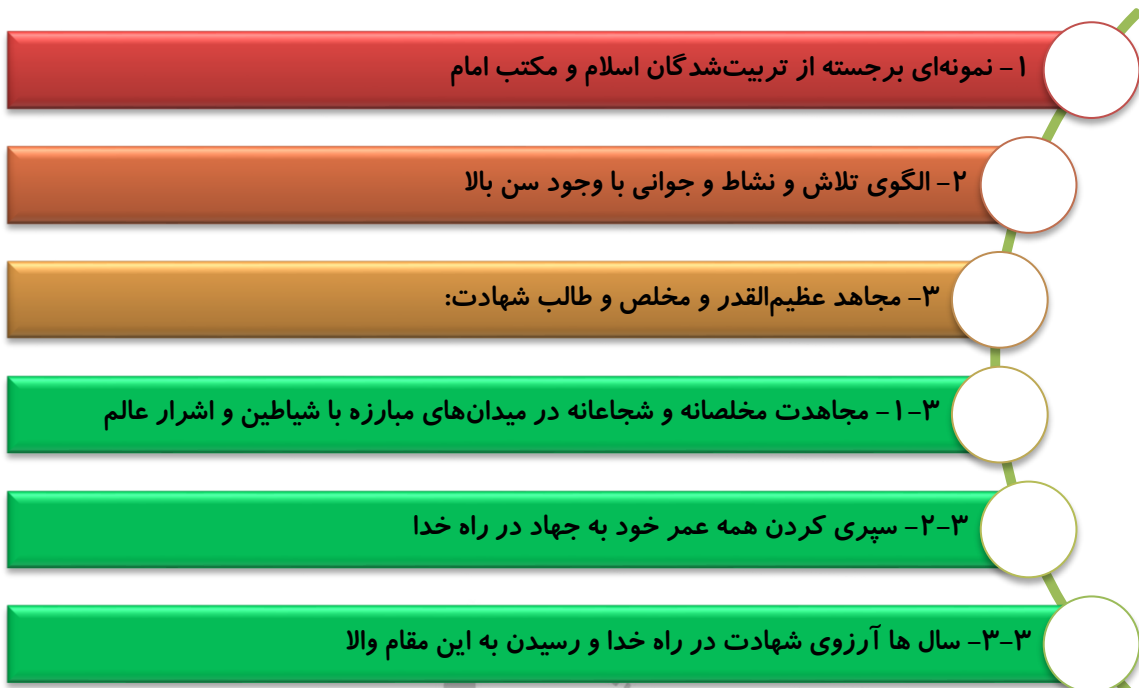 ۱- نمونه‌ای برجسته از تربیت‌شدگان اسلام و مکتب امام
۲- الگوی تلاش و نشاط و جوانی با وجود سن بالا
۳- مجاهد عظیم‌القدر و مخلص و طالب شهادت:
۳-۱- مجاهدت مخلصانه و شجاعانه در میدان‌های مبارزه با شیاطین و اشرار عالم
۳-۲- سپری کردن همه عمر خود به جهاد در راه خدا
۳-۳- سال ها آرزوی شهادت در راه خدا و رسیدن به این مقام والا